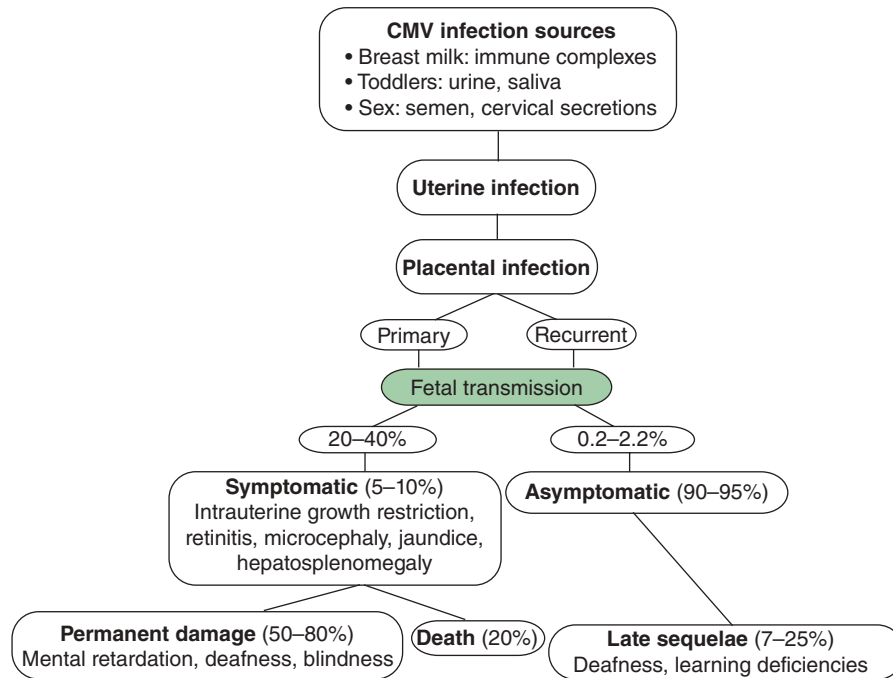 CMV infection sources
• Breast milk: immune complexes
• Toddlers: urine, saliva
• Sex: semen, cervical secretions
Uterine infection
Placental infection
Primary
Recurrent
Fetal transmission
20–40%
0.2–2.2%
Symptomatic (5–10%)
Intrauterine growth restriction,
retinitis, microcephaly, jaundice,
hepatosplenomegaly
Asymptomatic (90–95%)
Permanent damage (50–80%)
Mental retardation, deafness, blindness
Death (20%)
Late sequelae (7–25%)
Deafness, learning deficiencies